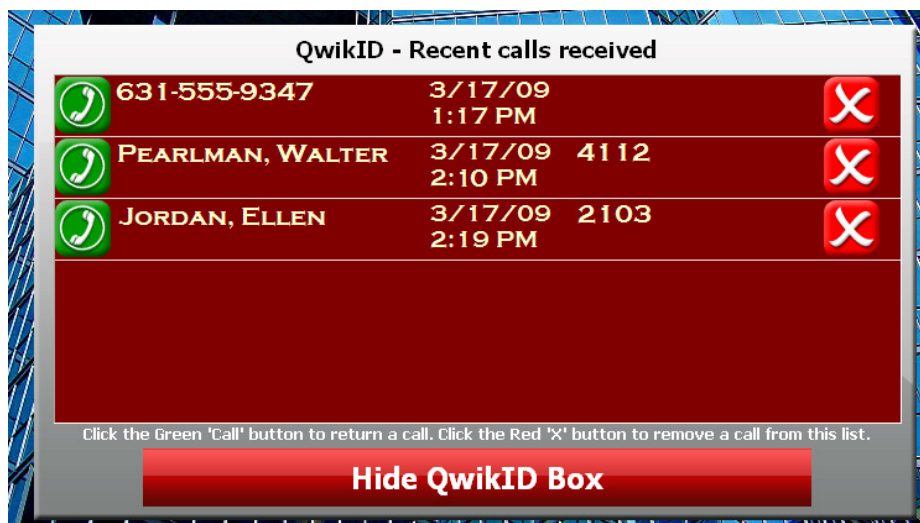 QwikID - Recent calls received
631-555-9347 3/17/09
1:17 PM
Pearlman, Walter 3/17/09 4112
2:10 PM
Jordan, Ellen 3/17/09 2103
2:19 PM
Click the Green 'Call' button to return a call. Click the Red 'X' button to remove a call from this list.
Hide QwikID Box